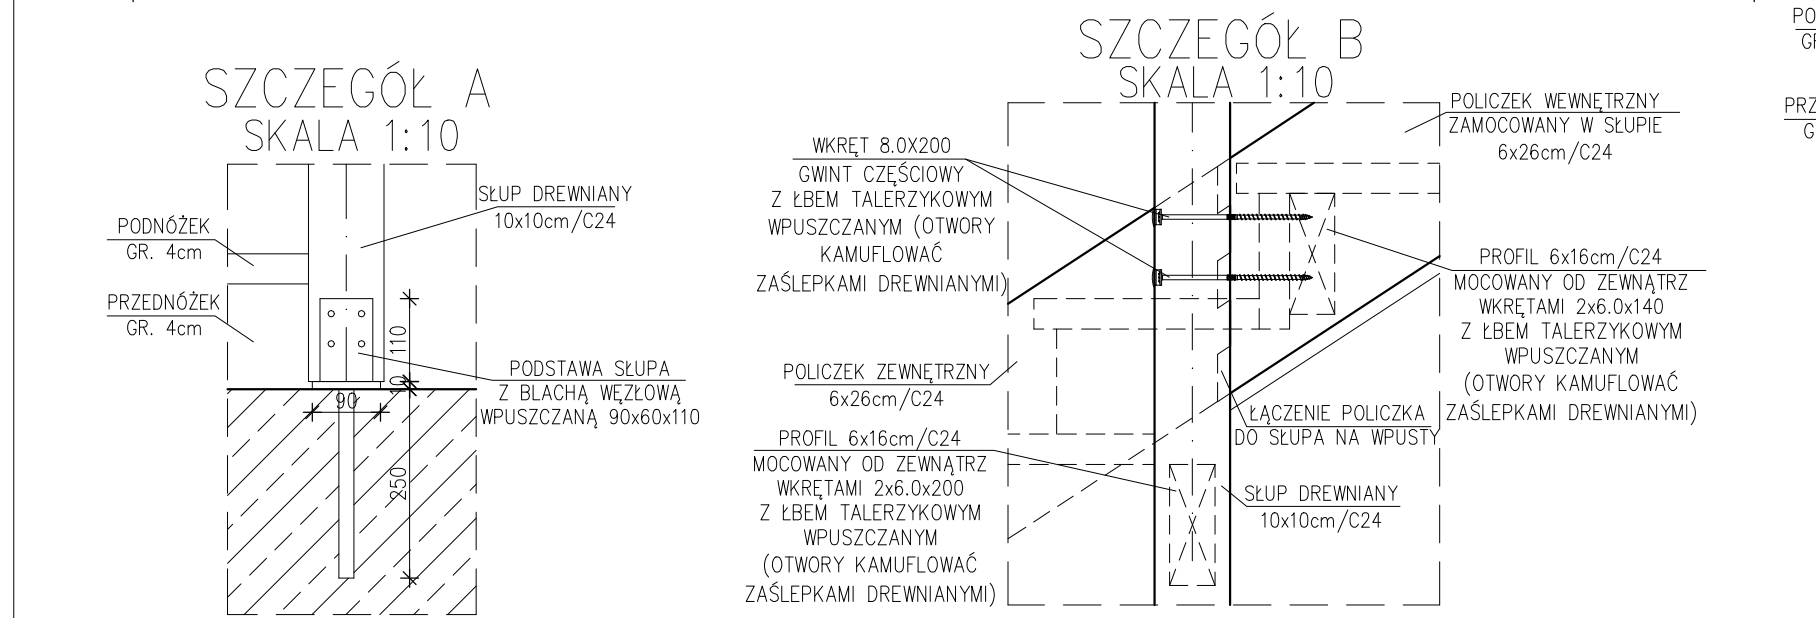 SZCZEGÓŁ A
SKALA 1:10
SŁUP DREWNIANY
10x10cm/C24
PODNÓŻEK
GR. 4cm
PRZEDNÓŻEK
GR. 4cm
110
10
90
250
PODSTAWA SŁUPA
Z BLACHĄ WĘZŁOWĄ
WPUSZCZANĄ 90x60x110
SZCZEGÓŁ B
SKALA 1:10
WKRĘT 8.0X200
GWINT CZĘŚCIOWY
Z ŁBEM TALERZYKOWYM
WPUSZCZANYM (OTWORY
KAMUFLOWAĆ
ZAŚLEPKAMI DREWNIANYMI)
POLICZEK ZEWNĘTRZNY
6x26cm/C24
PROFIL 6x16cm/C24
MOCOWANY OD ZEWNĄTRZ
WKRĘTAMI 2x6.0x200
Z ŁBEM TALERZYKOWYM
WPUSZCZANYM
(OTWORY KAMUFLOWAĆ
ZAŚLEPKAMI DREWNIANYMI)
POLICZEK WEWNĘTRZNY
ZAMOCOWANY W SŁUPIE
6x26cm/C24
PROFIL 6x16cm/C24
MOCOWANY OD ZEWNĄTRZ
WKRĘTAMI 2x6.0x140
Z ŁBEM TALERZYKOWYM
WPUSZCZANYM
(OTWORY KAMUFLOWAĆ
ZAŚLEPKAMI DREWNIANYMI)
ŁĄCZENIE POLICZKA
DO SŁUPA NA WPUSTY
SŁUP DREWNIANY
10x10cm/C24